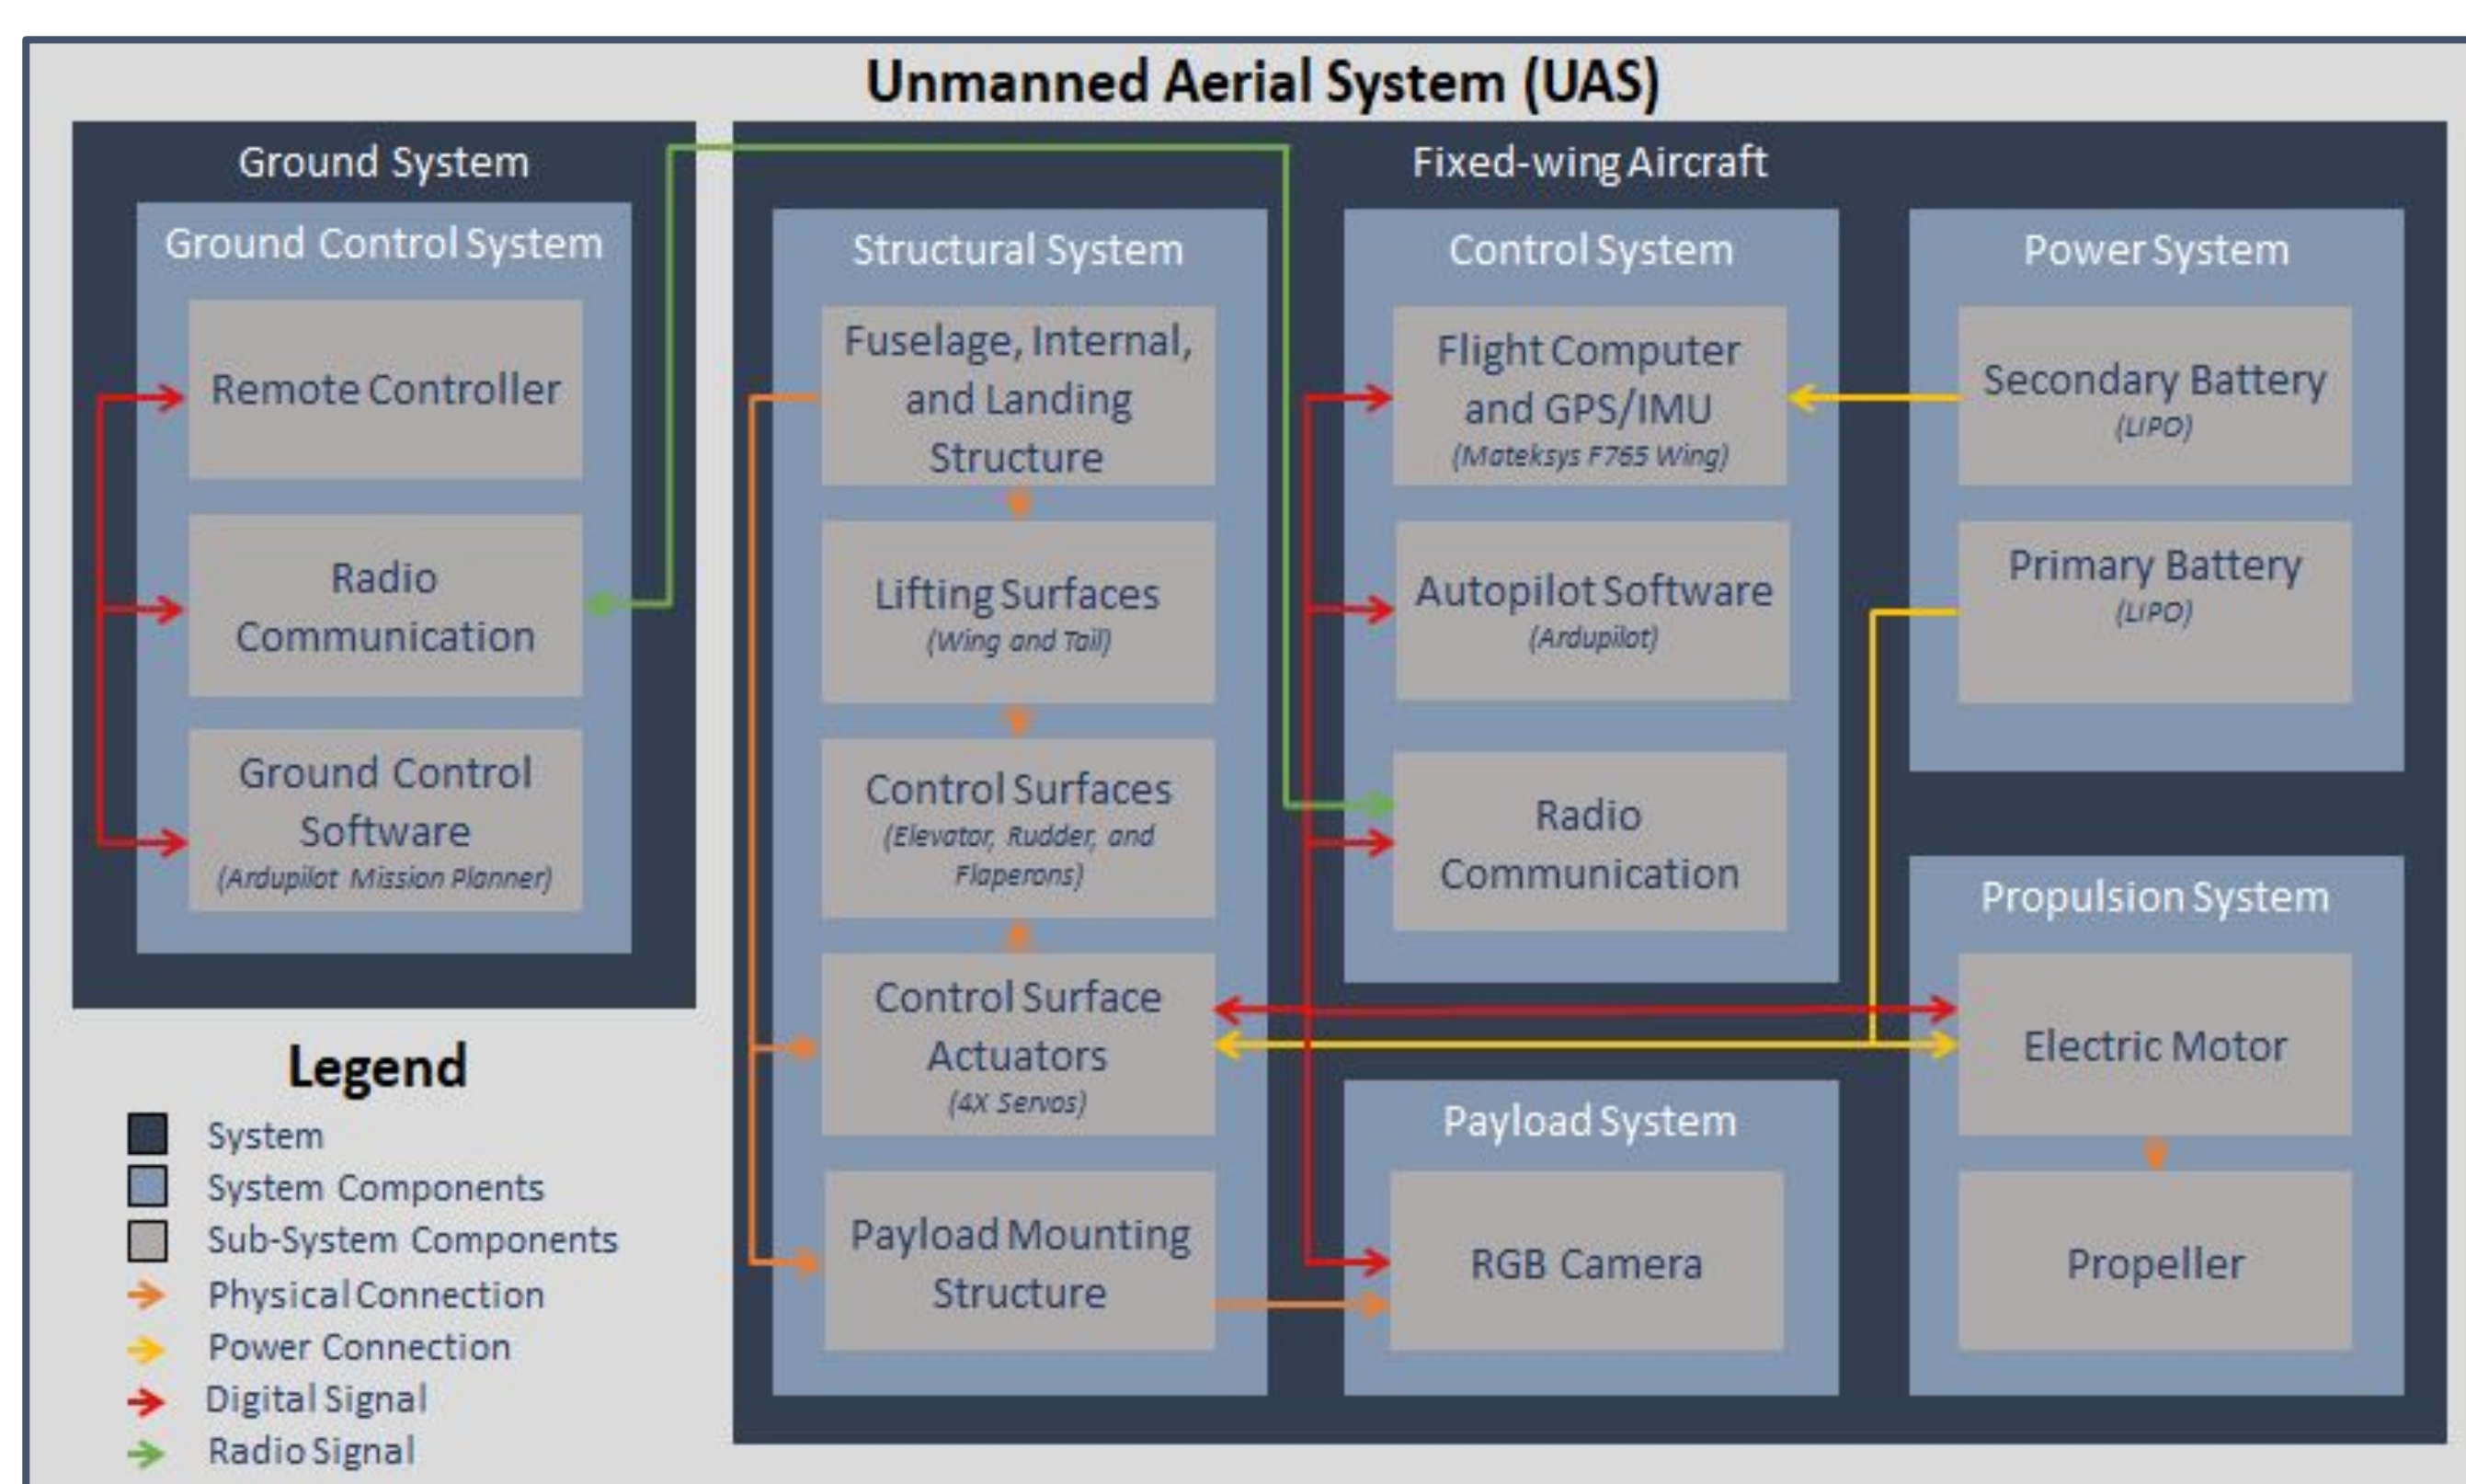 Unmanned Aerial System (UAS)
Ground System
Ground Control System
Remote Controller
Radio
Communication
Ground Control
Software
(Ardupilot Mission Planner)
Fixed-wing Aircraft
Structural System
Fuselage, Internal,
and Landing
Structure
Lifting Surfaces
(Wing and Tail)
Control Surfaces
(Elevator, Rudder, and
Flaperons)
Control Surface
Actuators
(4X Servos)
Payload Mounting
Structure
Control System
Flight Computer
and GPS/IMU
(Mateksys F765 Wing)
Autopilot Software
(Ardupilot)
Radio
Communication
Payload System
RGB Camera
Power System
Secondary Battery
(LIPO)
Primary Battery
(LIPO)
Propulsion System
Electric Motor
Propeller
Legend
System
System Components
Sub-System Components
Physical Connection
Power Connection
Digital Signal
Radio Signal